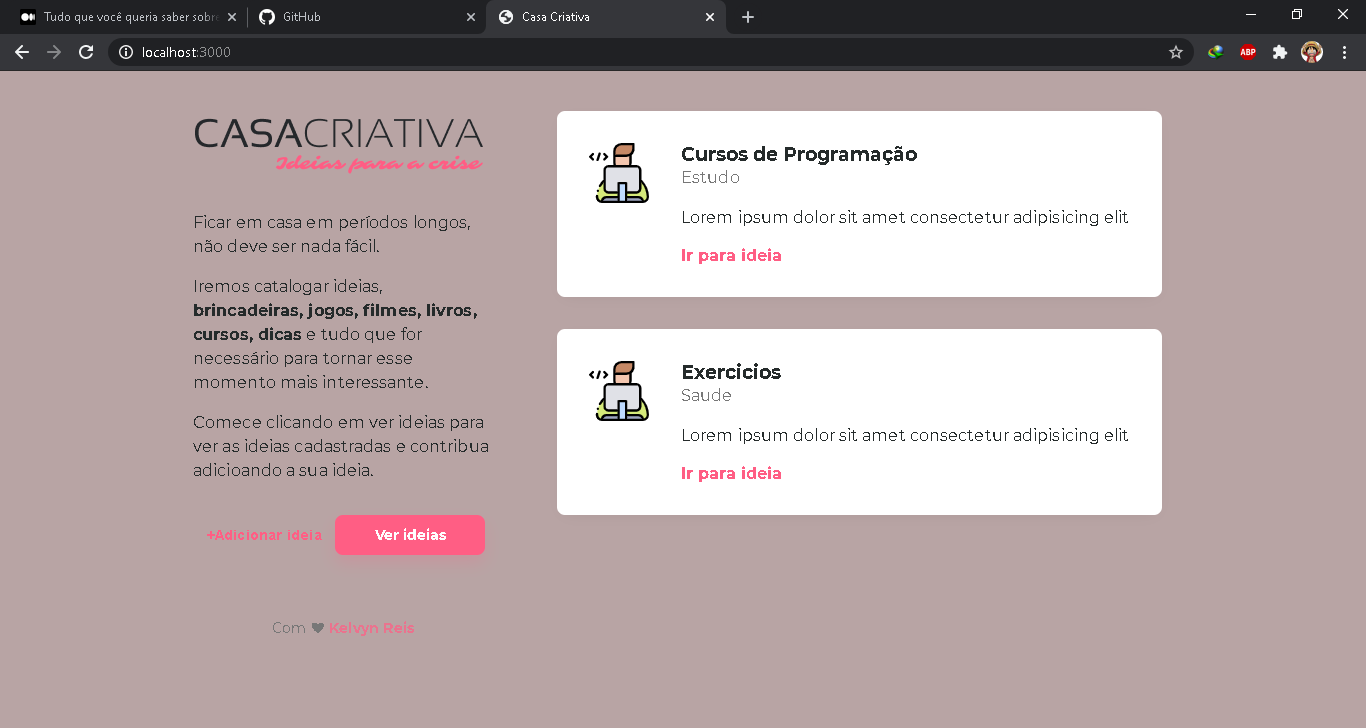 Tudo que você queria saber sobre
GitHub
Casa Criativa
localhost:3000
ABP
CASACRIATIVA
Ideias para a crise
Ficar em casa em períodos longos,
não deve ser nada fácil.
Iremos catalogar ideias,
brincadeiras, jogos, filmes, livros,
cursos, dicas e tudo que for
necessário para tornar esse
momento mais interessante.
Comece clicando em ver ideias para
ver as ideias cadastradas e contribua
adicioando a sua ideia.
+Adicionar ideia
Ver ideias
Com ❤ Kelvyn Reis
</> Cursos de Programação
Estudo
Lorem ipsum dolor sit amet consectetur adipisicing elit
Ir para ideia
</> Exercicios
Saude
Lorem ipsum dolor sit amet consectetur adipisicing elit
Ir para ideia